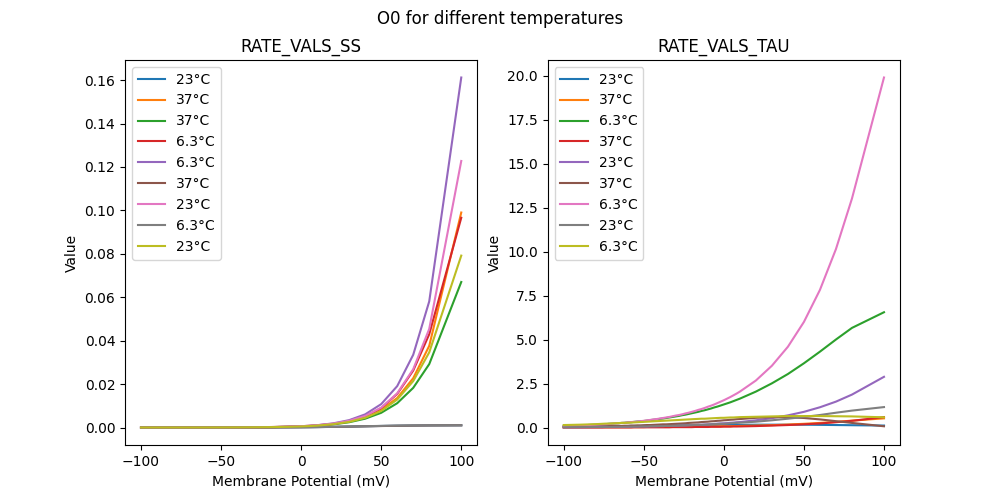 O0 for different temperatures
RATE_VALS_SS
0.16
0.14
0.12
0.10
0.08
0.06
0.04
0.02
0.00
Value
23°C
37°C
37°C
6.3°C
6.3°C
37°C
23°C
6.3°C
23°C
−100
−50
0
50
100
Membrane Potential (mV)
RATE_VALS_TAU
20.0
17.5
15.0
12.5
10.0
7.5
5.0
2.5
0.0
Value
23°C
37°C
6.3°C
37°C
23°C
37°C
6.3°C
23°C
6.3°C
−100
−50
0
50
100
Membrane Potential (mV)